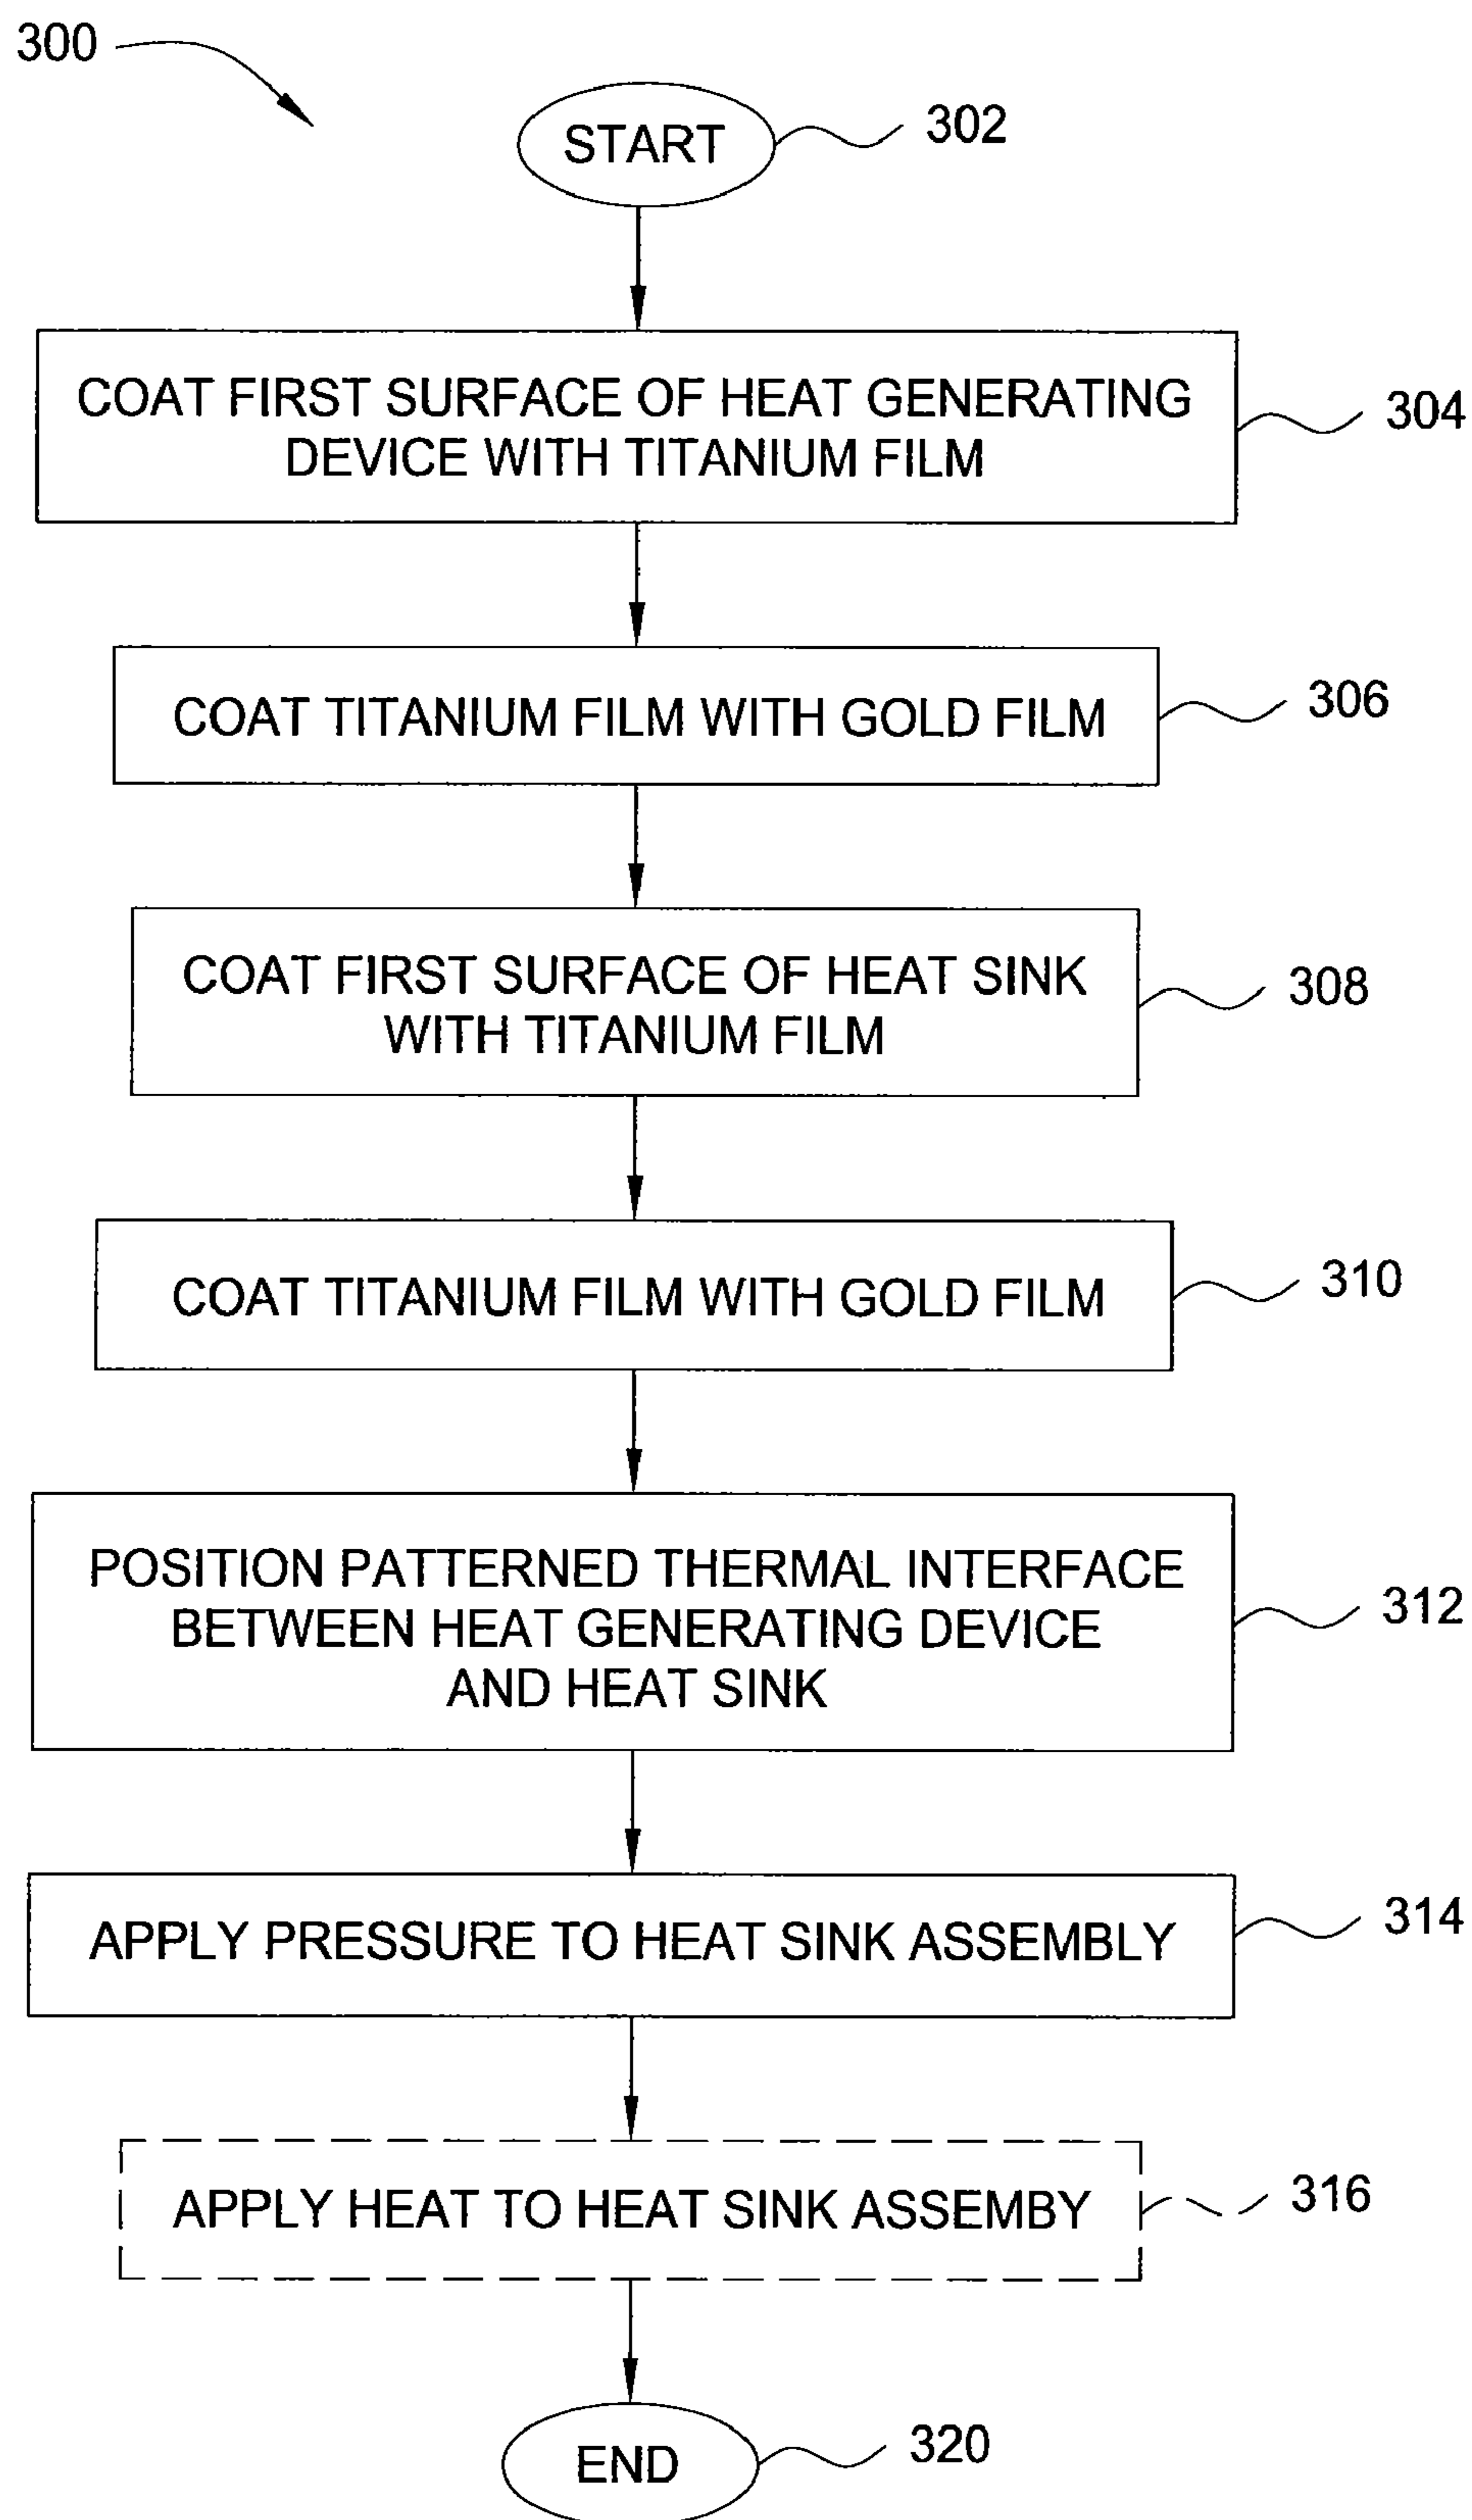 300
START
302
COAT FIRST SURFACE OF HEAT GENERATING
DEVICE WITH TITANIUM FILM
304
COAT TITANIUM FILM WITH GOLD FILM
306
COAT FIRST SURFACE OF HEAT SINK
WITH TITANIUM FILM
308
COAT TITANIUM FILM WITH GOLD FILM
310
POSITION PATTERNED THERMAL INTERFACE
BETWEEN HEAT GENERATING DEVICE
AND HEAT SINK
312
APPLY PRESSURE TO HEAT SINK ASSEMBLY
314
APPLY HEAT TO HEAT SINK ASSEMBY
316
END
320